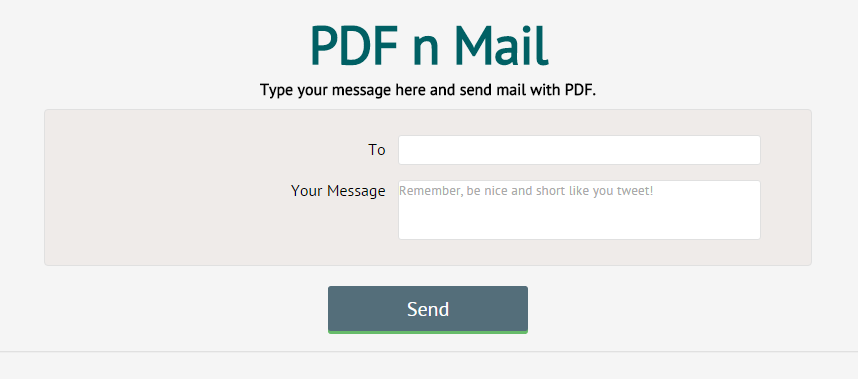 PDF n Mail
Type your message here and send mail with PDF.
To
Your Message
Remember, be nice and short like you tweet!
Send